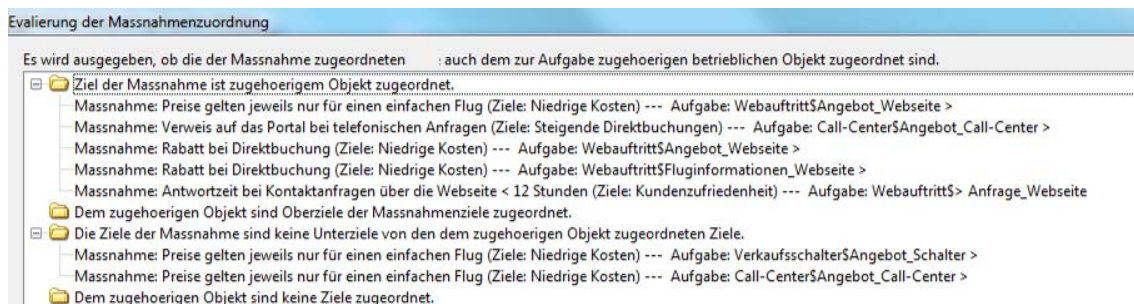 Evalierung der Massnahmenzuordnung
Es wird ausgegeben, ob die der Massnahme zugeordneten : auch dem zur Aufgabe zugehoerigen betrieblichen Objekt zugeordnet sind.
Ziel der Massnahme ist zugehoerigem Objekt zugeordnet.
Massnahme: Preise gelten jeweils nur für einen einfachen Flug (Ziele: Niedrige Kosten) --- Aufgabe: Webauftritt$Angebot_Webseite >
Massnahme: Verweis auf das Portal bei telefonischen Anfragen (Ziele: Steigende Direktbuchungen) --- Aufgabe: Call-Center$Angebot_Call-Center >
Massnahme: Rabatt bei Direktbuchung (Ziele: Niedrige Kosten) --- Aufgabe: Webauftritt$Angebot_Webseite >
Massnahme: Rabatt bei Direktbuchung (Ziele: Niedrige Kosten) --- Aufgabe: Webauftritt$Fluginformationen_Webseite >
Massnahme: Antwortzeit bei Kontaktanfragen über die Webseite < 12 Stunden (Ziele: Kundenzufriedenheit) --- Aufgabe: Webauftritt$> Anfrage_Webseite
Dem zugehoerigen Objekt sind Oberziele der Massnahmenziele zugeordnet.
Die Ziele der Massnahme sind keine Unterziele von den dem zugehoerigen Objekt zugeordneten Ziele.
Massnahme: Preise gelten jeweils nur für einen einfachen Flug (Ziele: Niedrige Kosten) --- Aufgabe: Verkaufsschalter$Angebot_Schalter >
Massnahme: Preise gelten jeweils nur für einen einfachen Flug (Ziele: Niedrige Kosten) --- Aufgabe: Call-Center$Angebot_Call-Center >
Dem zugehoerigen Objekt sind keine Ziele zugeordnet.